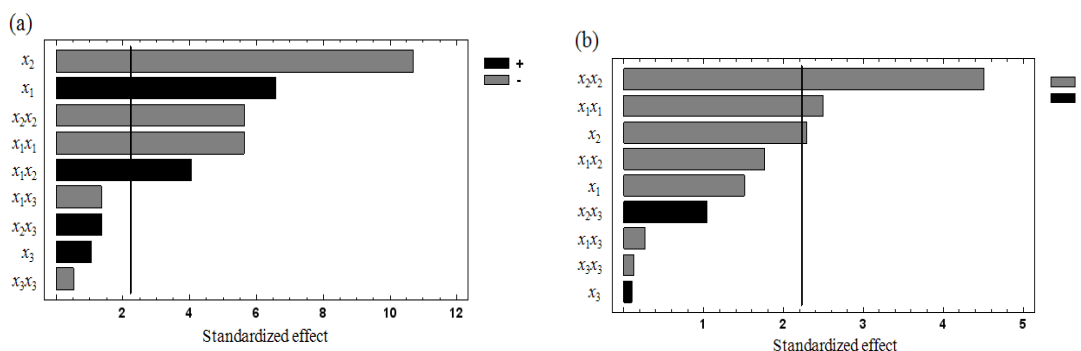 (a)
x₂
x₁
x₂x₂
x₁x₁
x₁x₂
x₁x₃
x₂x₃
x₃
x₃x₃
2 4 6 8 10 12
Standardized effect
+
-
(b)
x₂x₂
x₁x₁
x₂
x₁x₂
x₁
x₂x₃
x₁x₃
x₃x₃
x₃
1 2 3 4 5
Standardized effect